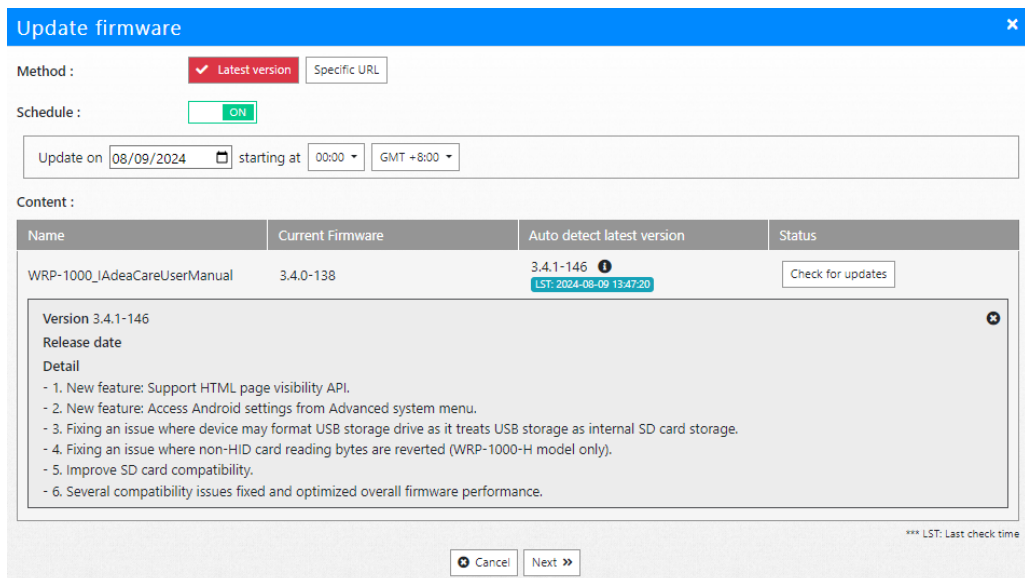 Update firmware
Method :
Latest version
Specific URL
Schedule :
ON
Update on 08/09/2024 starting at 00:00 GMT +8:00
Content :
Name Current Firmware Auto detect latest version Status
WRP-1000_IAdeaCareUserManual 3.4.0-138 3.4.1-146 Check for updates
LST: 2024-08-09 13:47:20
Version 3.4.1-146
Release date
Detail
- 1. New feature: Support HTML page visibility API.
- 2. New feature: Access Android settings from Advanced system menu.
- 3. Fixing an issue where device may format USB storage drive as it treats USB storage as internal SD card storage.
- 4. Fixing an issue where non-HID card reading bytes are reverted (WRP-1000-H model only).
- 5. Improve SD card compatibility.
- 6. Several compatibility issues fixed and optimized overall firmware performance.
*** LST: Last check time
Cancel Next »